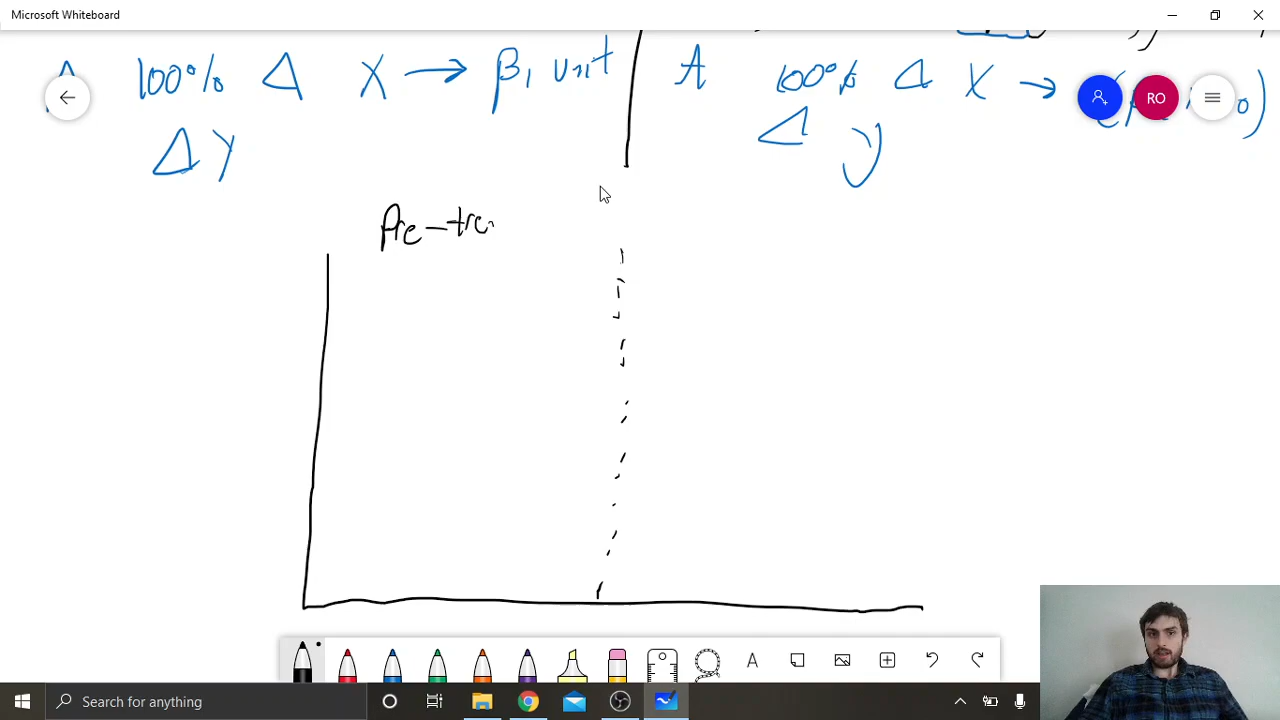 Microsoft Whiteboard
100% Δ X → β₁ unit
Δ y
A 100% Δ X →
Δ y
RO
Pre-tre
A
Search for anything